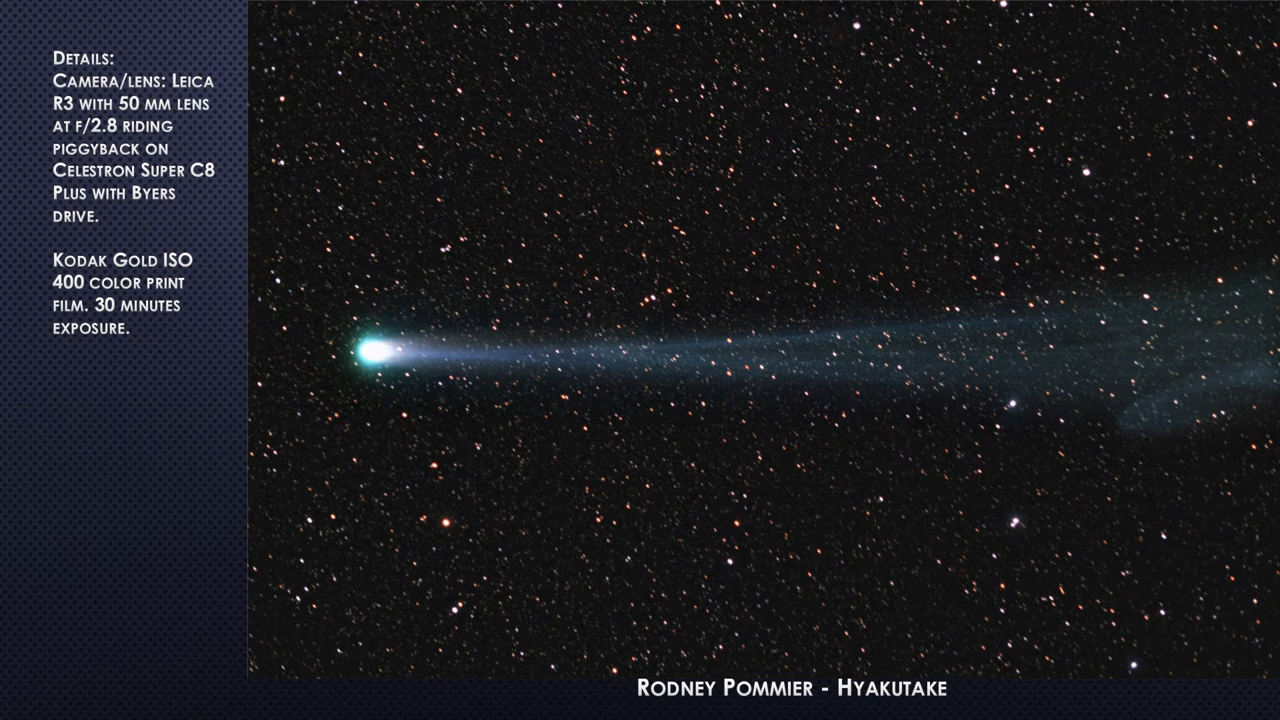 Details:
Camera/lens: Leica
R3 with 50 mm lens
at f/2.8 riding
piggyback on
Celestron Super C8
Plus with Byers
drive.
Kodak Gold ISO
400 color print
film. 30 minutes
exposure.
Rodney Pommier - Hyakutake